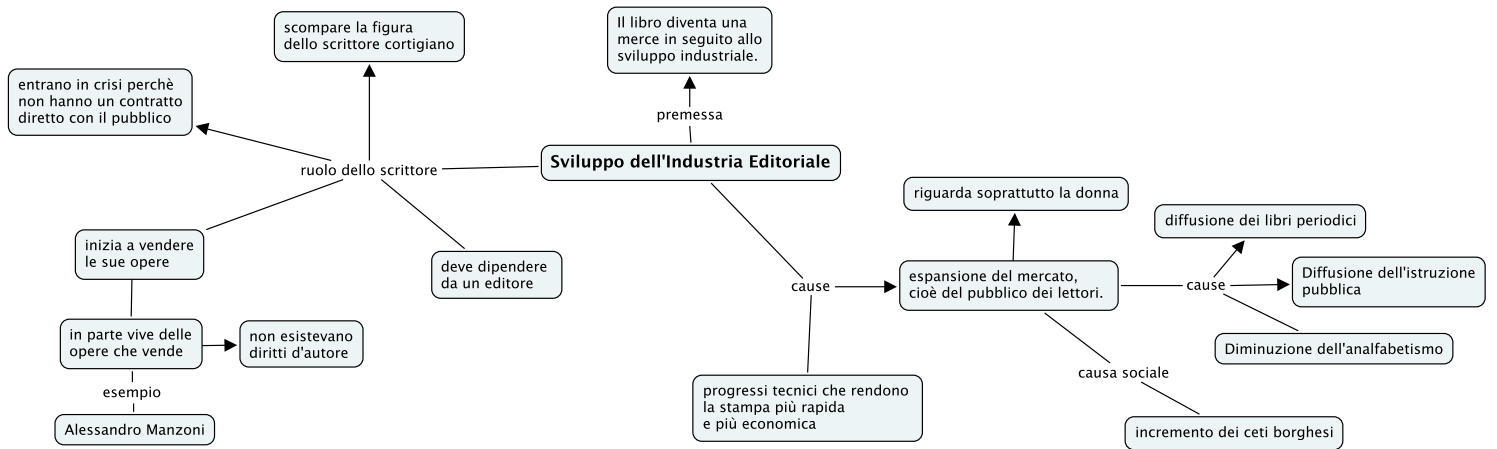 scompare la figura
dello scrittore cortigiano
Il libro diventa una
merce in seguito allo
sviluppo industriale.
entrano in crisi perchè
non hanno un contratto
diretto con il pubblico
premessa
ruolo dello scrittore
Sviluppo dell'Industria Editoriale
riguarda soprattutto la donna
diffusione dei libri periodici
inizia a vendere
le sue opere
deve dipendere
da un editore
cause
espansione del mercato,
cioè del pubblico dei lettori.
cause
Diffusione dell'istruzione
pubblica
in parte vive delle
opere che vende
non esistevano
diritti d'autore
Diminuzione dell'analfabetismo
esempio
Alessandro Manzoni
progressi tecnici che rendono
la stampa più rapida
e più economica
causa sociale
incremento dei ceti borghesi